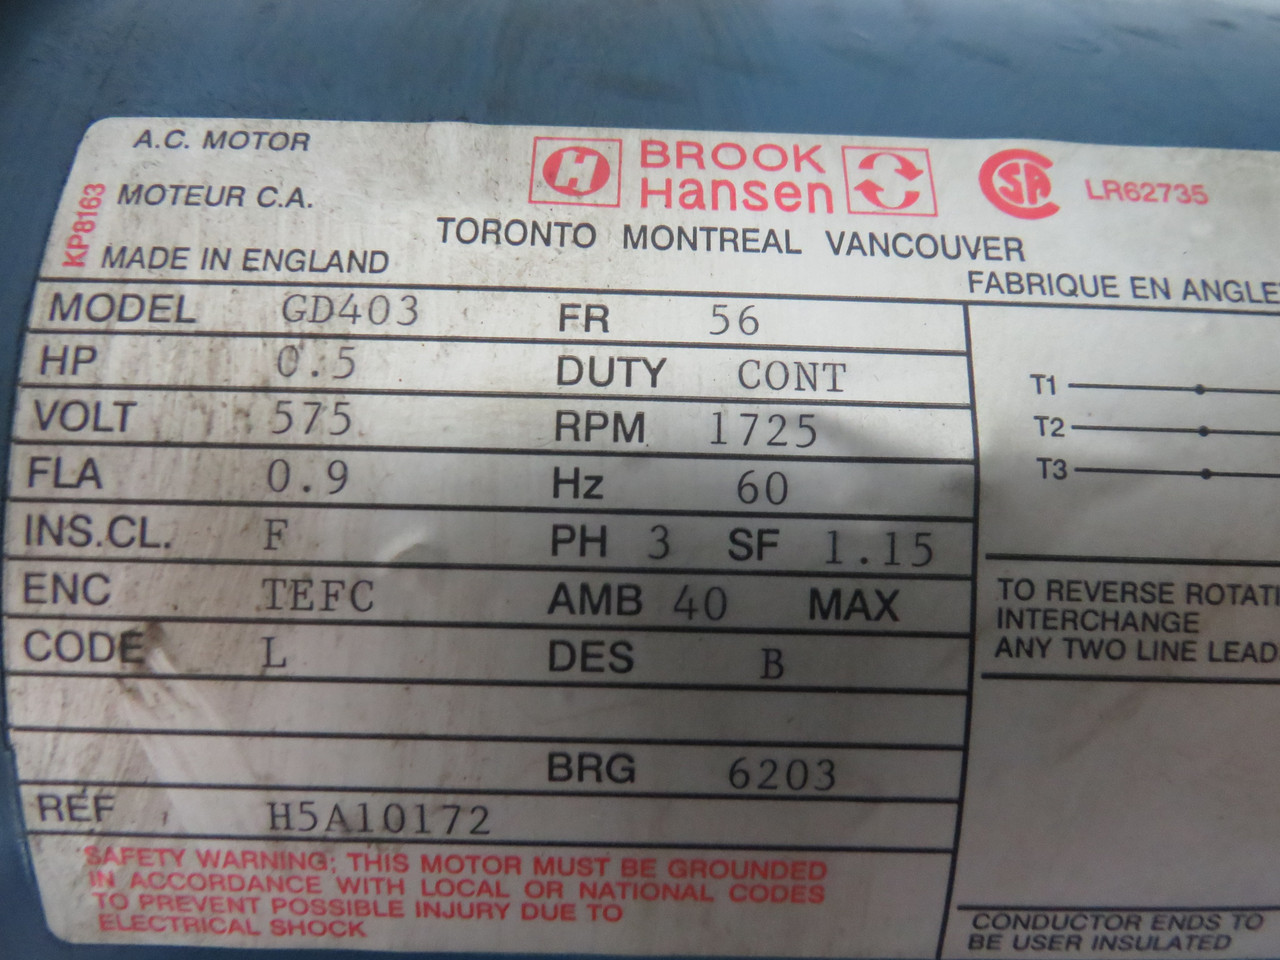 A.C. MOTOR
MOTEUR C.A.
MADE IN ENGLAND
KP8163
BROOK
Hansen
TORONTO MONTREAL VANCOUVER
SA
LR62735
FABRIQUE EN
MODEL GD403 FR 56
HP 0.5 DUTY CONT
VOLT 575 RPM 1725
FLA 0.9 Hz 60
INS.CL. F PH 3 SF 1.15
ENC TEFC AMB 40 MAX
CODE L DES B
BRG 6203
REF H5A10172
SAFETY WARNING; THIS MOTOR MUST BE GROUNDED
IN ACCORDANCE WITH LOCAL OR NATIONAL CODES
TO PREVENT POSSIBLE INJURY DUE TO
ELECTRICAL SHOCK
T1
T2
T3
TO REVERSE
INTERCHANGE
ANY TWO LINE LEAD
CONDUCTOR ENDS TO
BE USER INSULATED